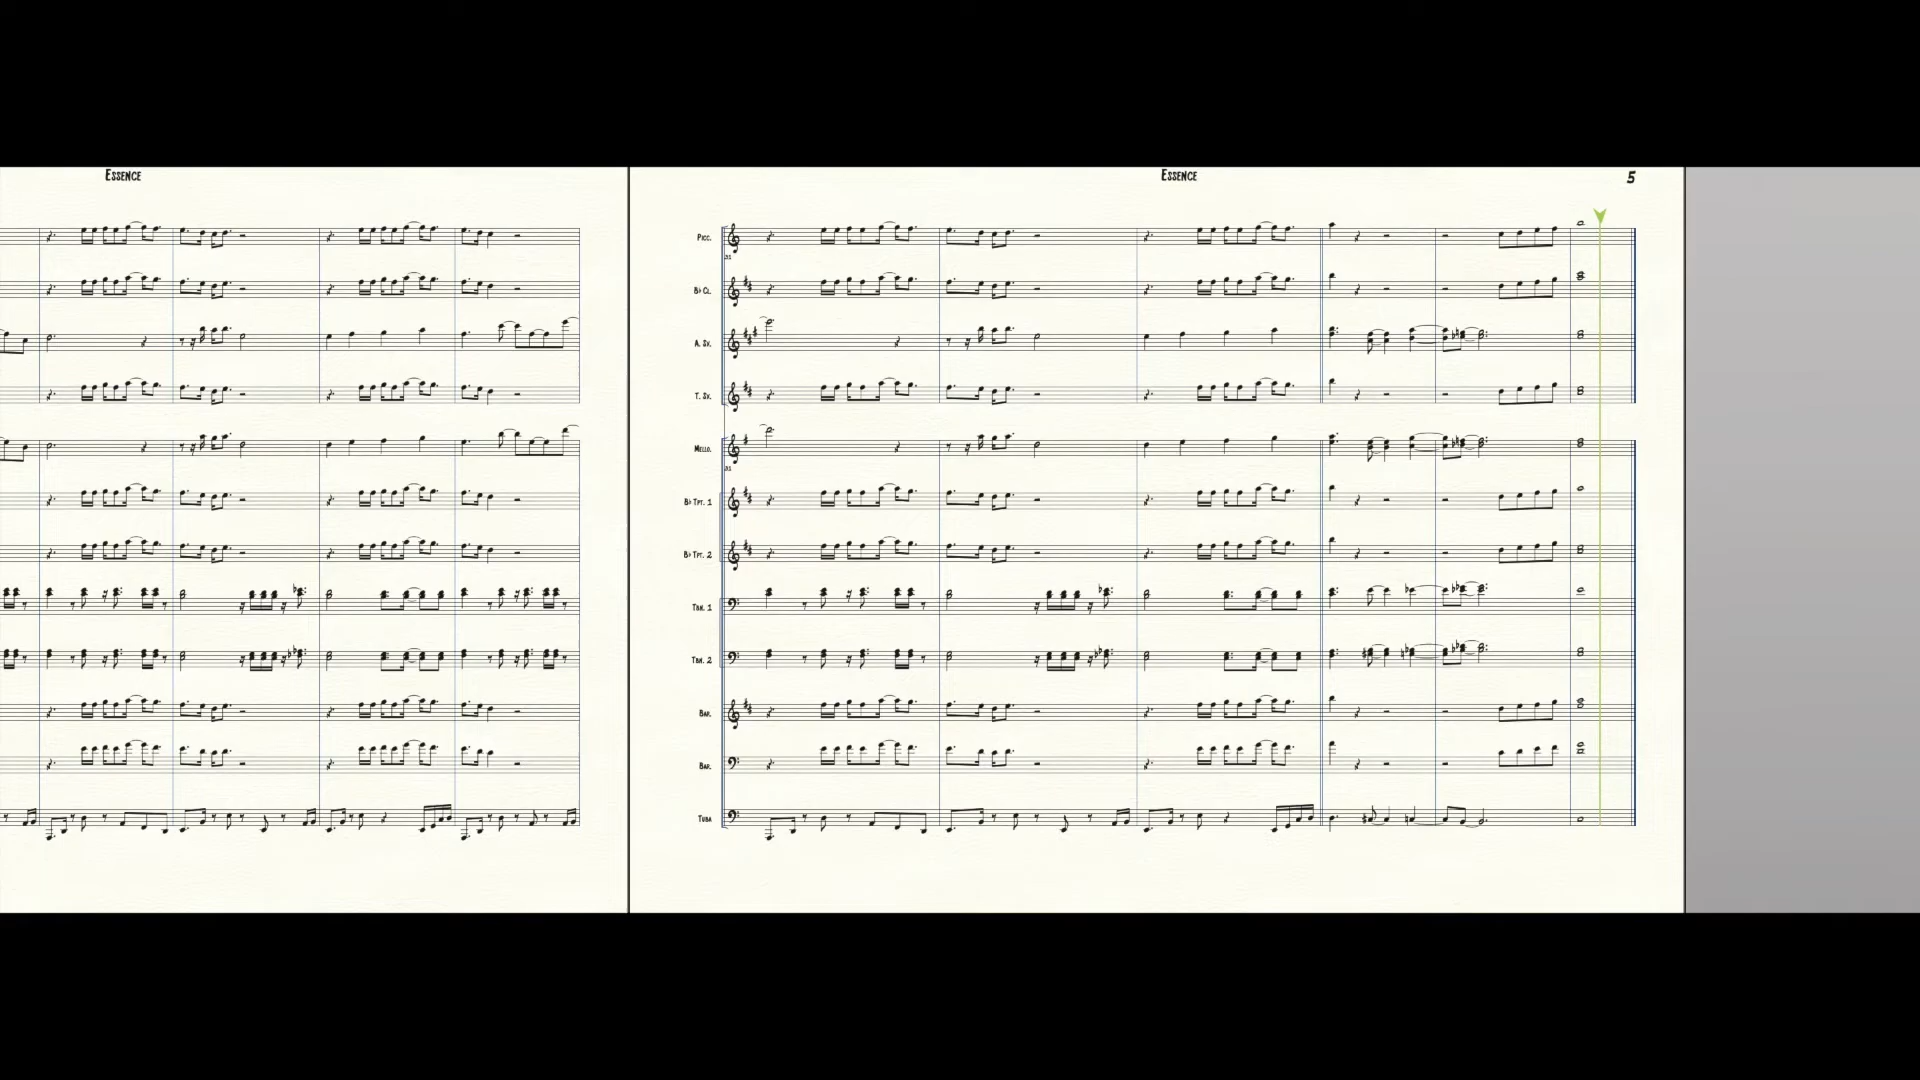 Essence
Essence
5
Picc.
B♭ Cl.
A. Sx.
T. Sx.
Mello.
B♭ Tpt. 1
B♭ Tpt. 2
Tbn. 1
Tbn. 2
Bar.
Bar.
Tuba